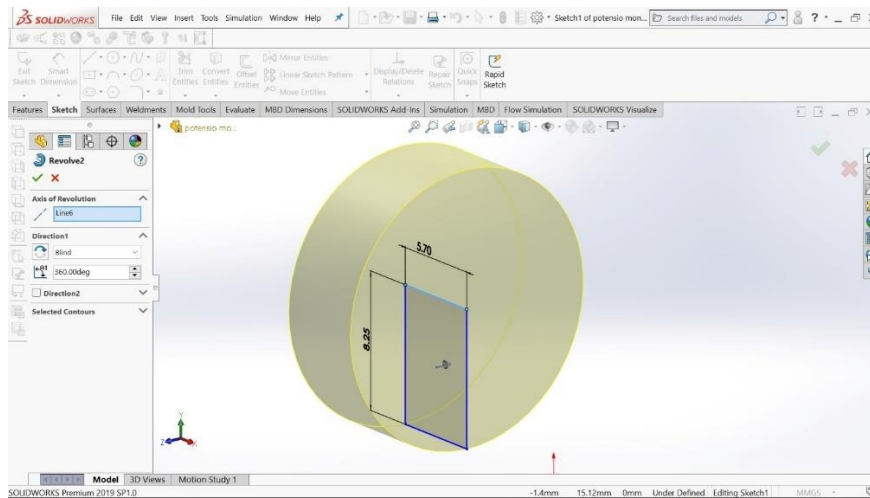 SOLIDWORKS File Edit View Insert Tools Simulation Window Help Sketch1 of potensio mon... Search files and models ?
Exit Sketch
Smart Dimension
Trim Entities
Convert Entities
Offset Entities
Mirror Entities
Linear Sketch Pattern
Move Entities
Display/Delete Relations
Repair Sketch
Quick Snaps
Rapid Sketch
Features Sketch Surfaces Weldments Mold Tools Evaluate MBD Dimensions SOLIDWORKS Add-Ins Simulation MBD Flow Simulation SOLIDWORKS Visualize
potensio mo...
Revolve2
Axis of Revolution
Line6
Direction1
Blind
360.00deg
Direction2
Selected Contours
5.70
8.25
Y
Z
X
Model 3D Views Motion Study 1
SOLIDWORKS Premium 2019 SP1.0 -1.4mm 15.12mm 0mm Under Defined Editing Sketch1 MMGS